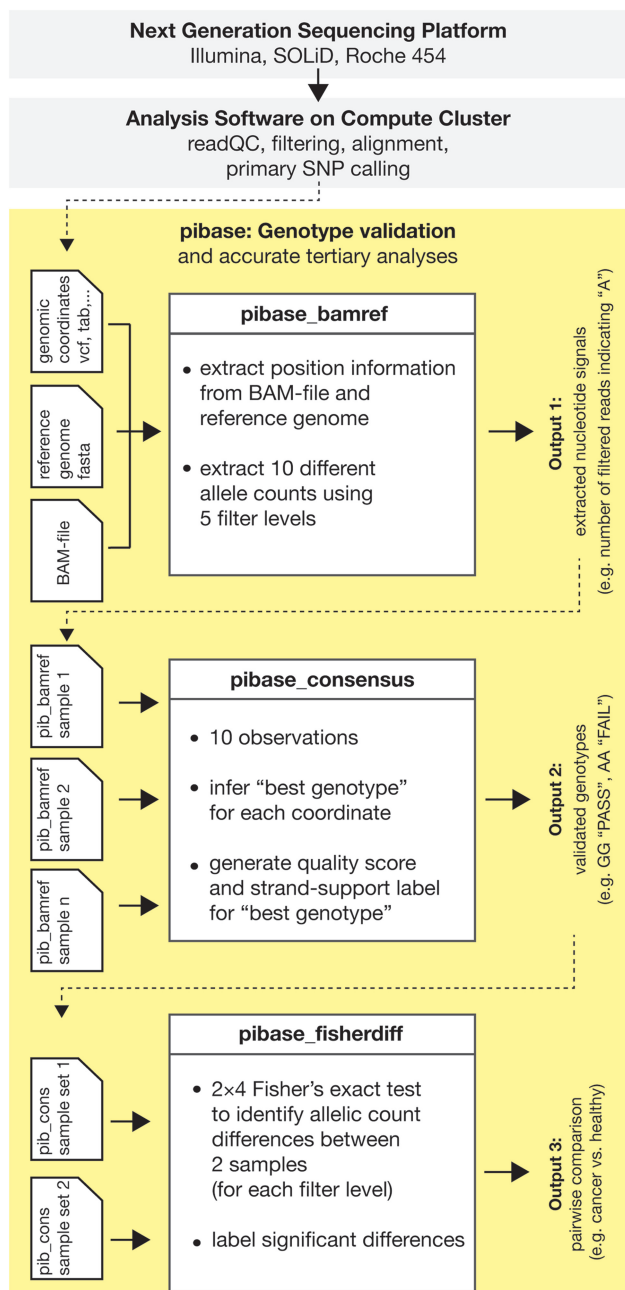 Next Generation Sequencing Platform
Illumina, SOLiD, Roche 454
Analysis Software on Compute Cluster
readQC, filtering, alignment,
primary SNP calling
pibase: Genotype validation
and accurate tertiary analyses
genomic
coordinates
vcf, tab,...
reference
genome
fasta
BAM-file
pibase_bamref
• extract position information
from BAM-file and
reference genome
• extract 10 different
allele counts using
5 filter levels
Output 1:
extracted nucleotide signals
(e.g. number of filtered reads indicating “A”)
pib_bamref
sample 1
pib_bamref
sample 2
pib_bamref
sample n
pibase_consensus
• 10 observations
• infer “best genotype”
for each coordinate
• generate quality score
and strand-support label
for “best genotype”
Output 2:
validated genotypes
(e.g. GG “PASS”, AA “FAIL”)
pib_cons
sample set 1
pib_cons
sample set 2
pibase_fisherdiff
• 2×4 Fisher’s exact test
to identify allelic count
differences between
2 samples
(for each filter level)
• label significant differences
Output 3:
pairwise comparison
(e.g. cancer vs. healthy)